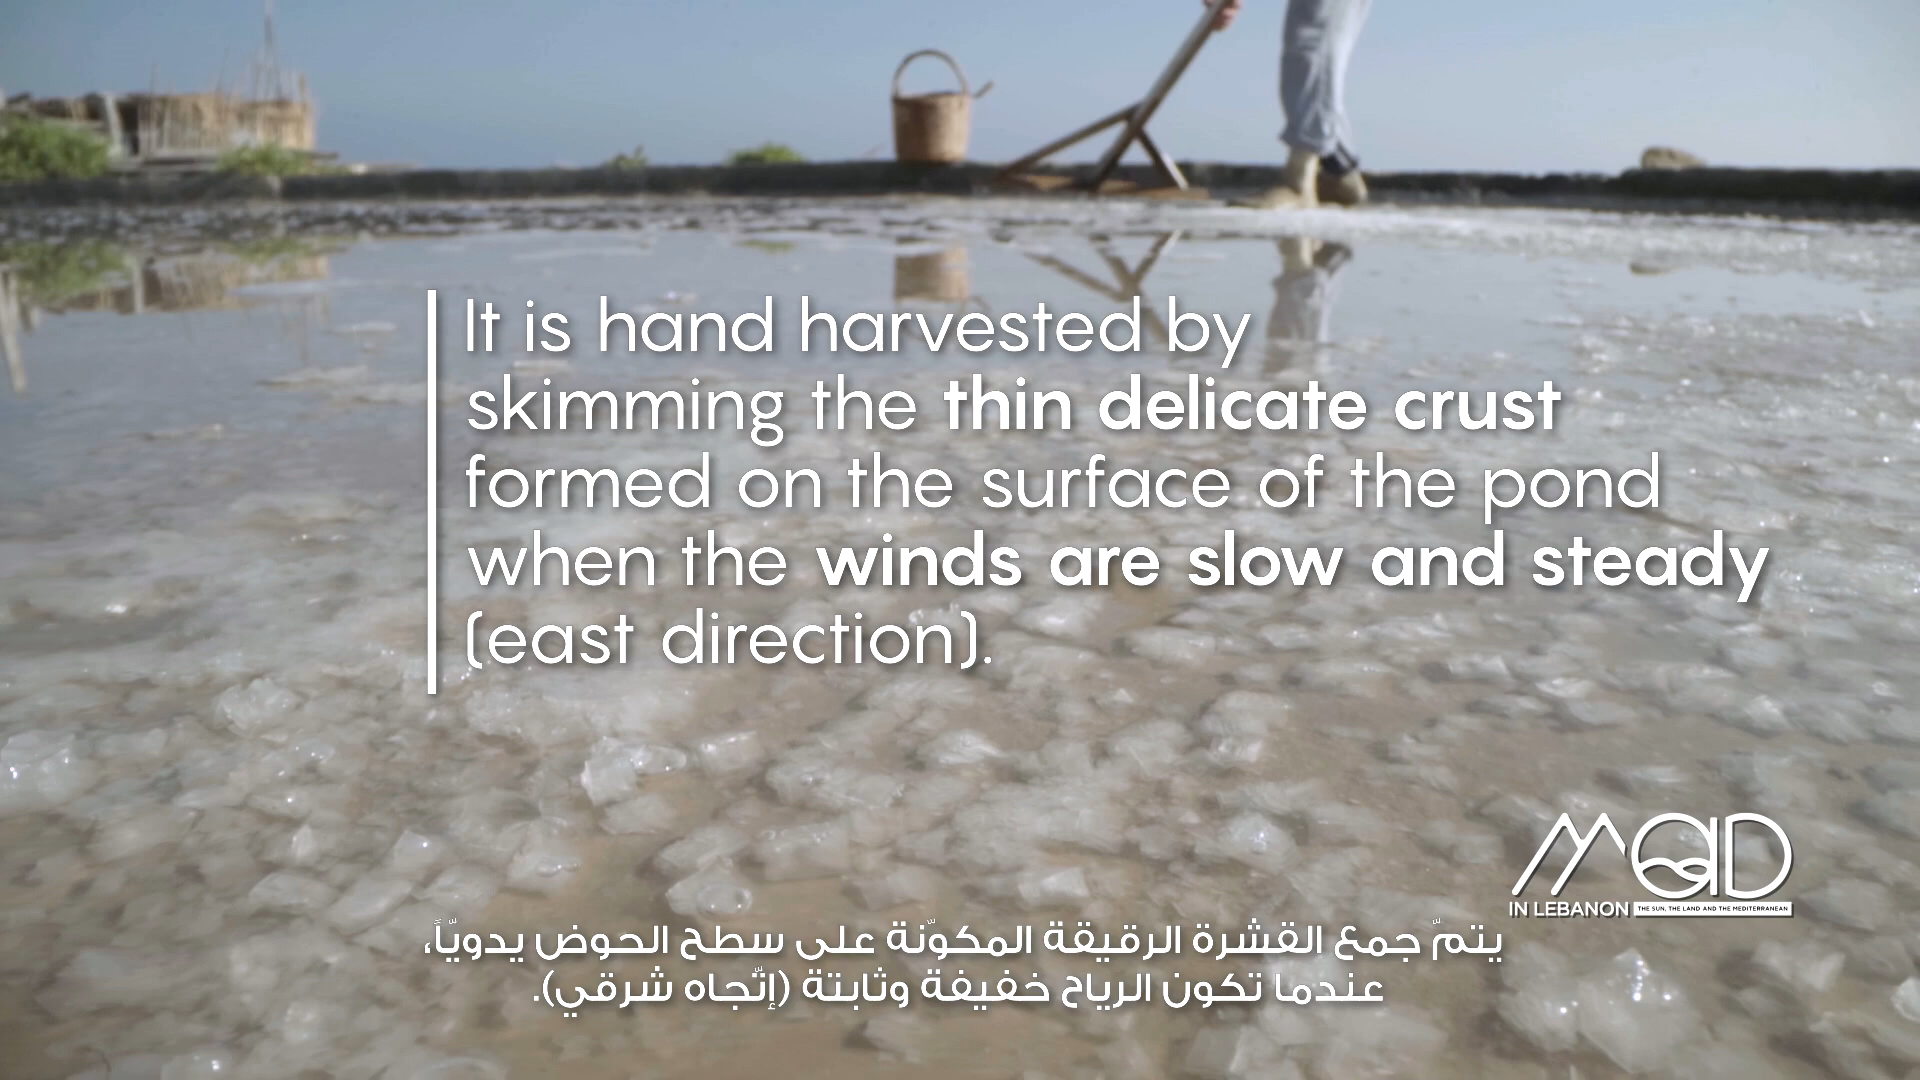 It is hand harvested by
skimming the thin delicate crust
formed on the surface of the pond
when the winds are slow and steady
(east direction).
MaD
IN LEBANON THE SUN, THE LAND AND THE MEDITERRANEAN
يتمّ جمع القشرة الرقيقة المكوّنة على سطح الحوض يدويّاً،
عندما تكون الرياح خفيفة وثابتة (إتّجاه شرقي).